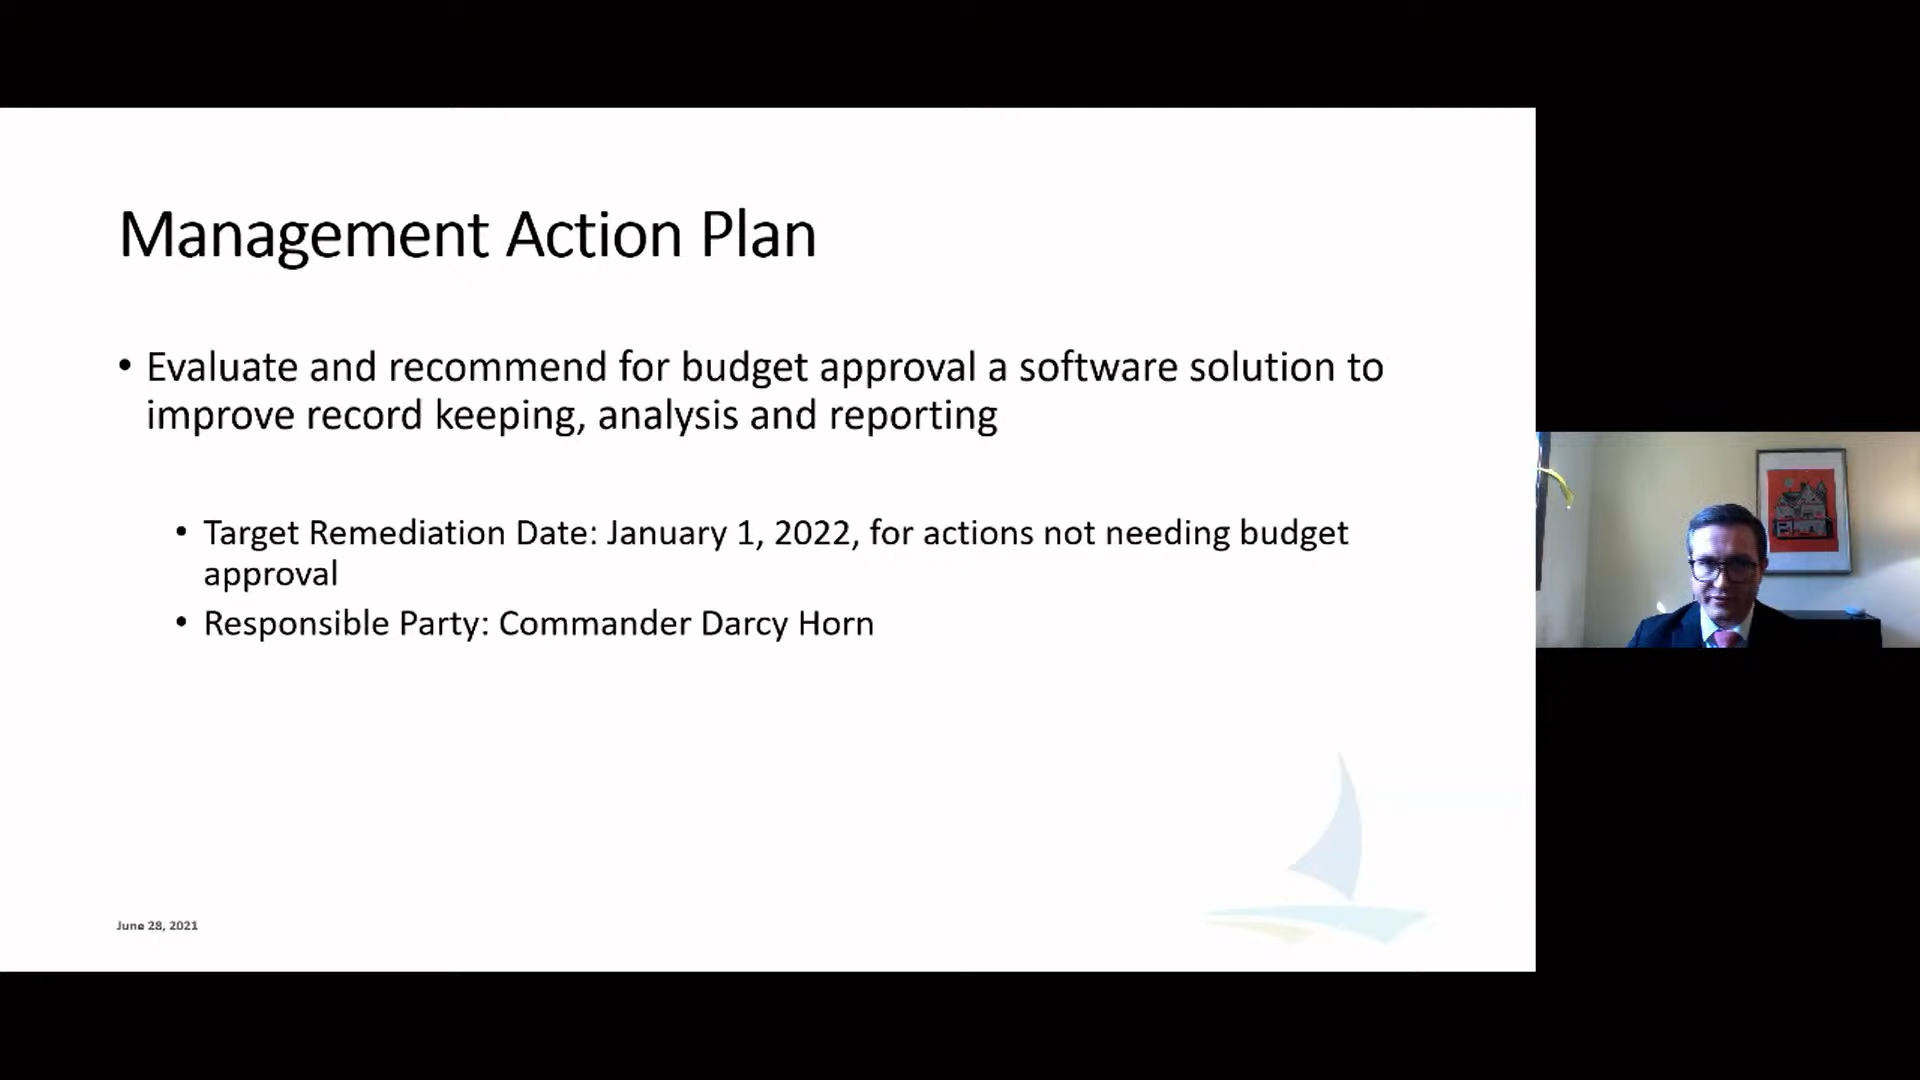 Management Action Plan
• Evaluate and recommend for budget approval a software solution to
improve record keeping, analysis and reporting
• Target Remediation Date: January 1, 2022, for actions not needing budget
approval
• Responsible Party: Commander Darcy Horn
June 28, 2021